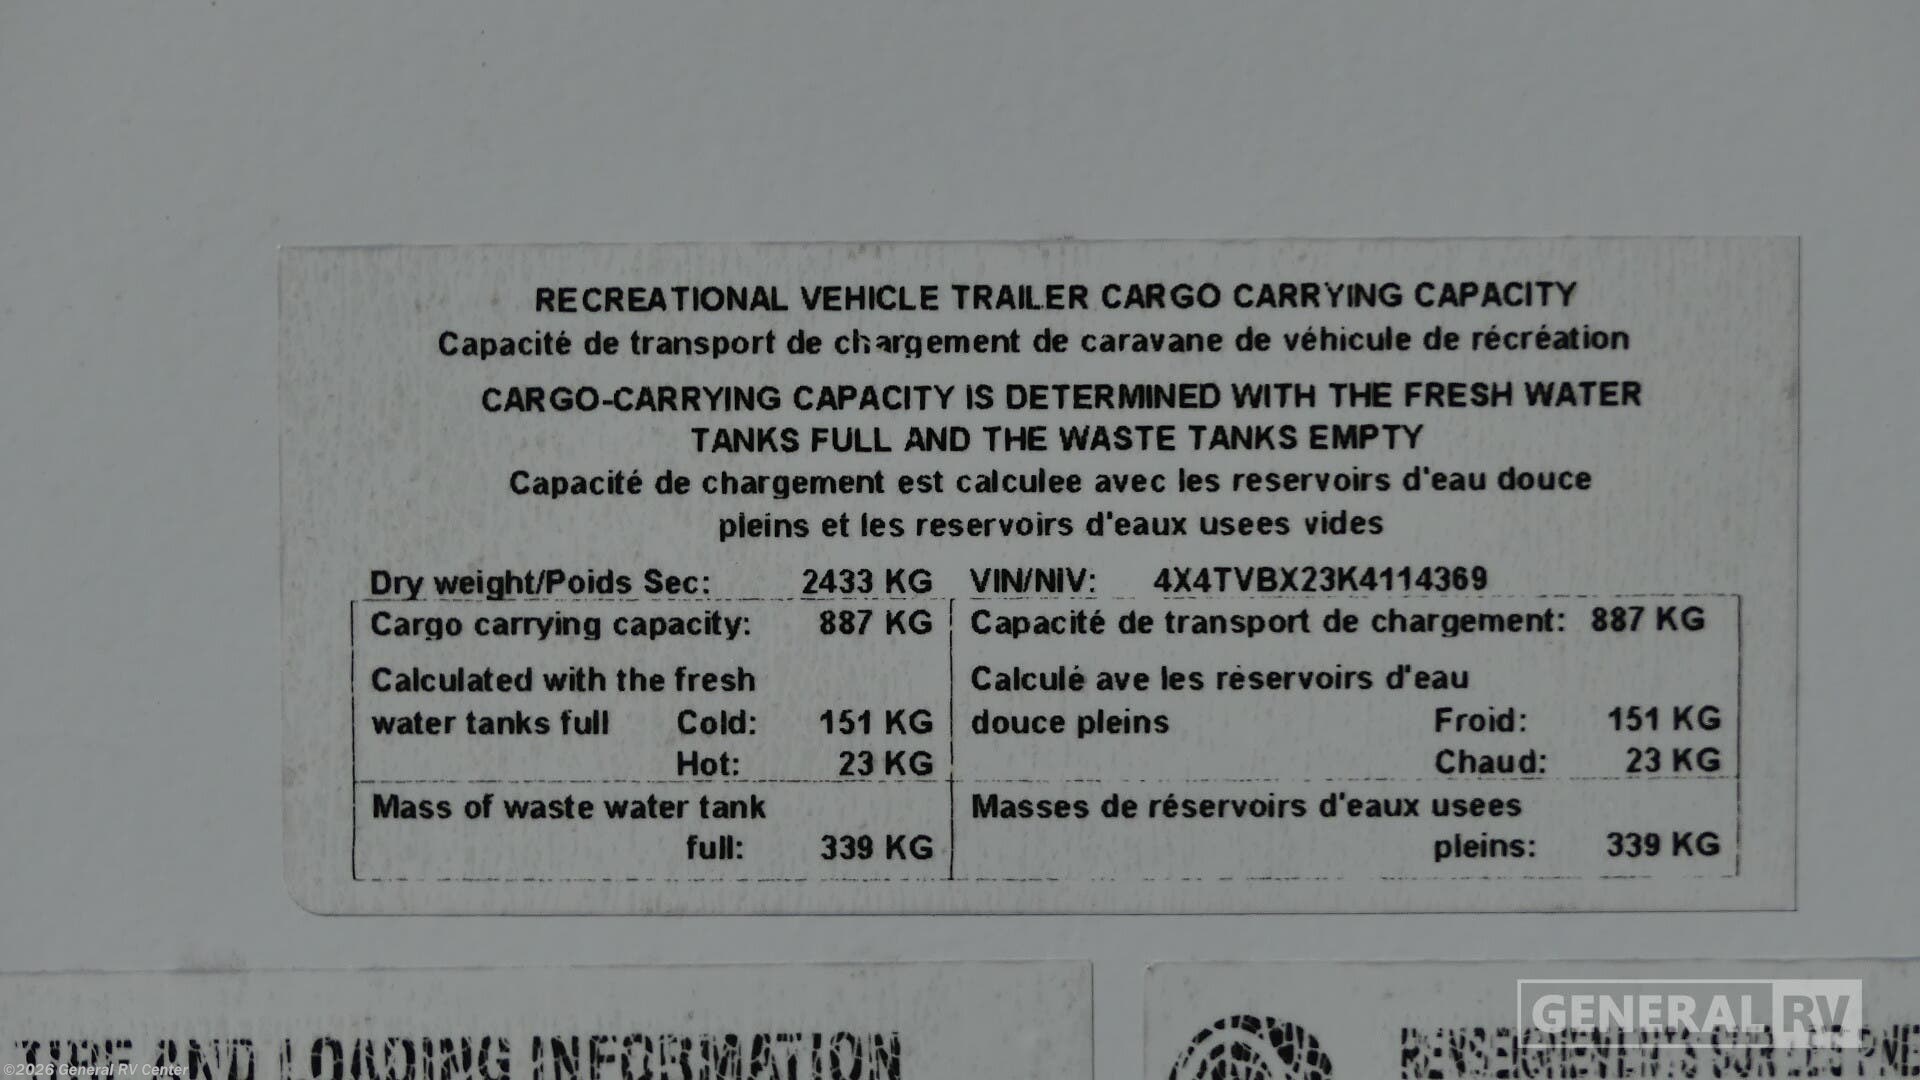 RECREATIONAL VEHICLE TRAILER CARGO CARRYING CAPACITY
Capacité de transport de chargement de caravane de véhicule de récréation
CARGO-CARRYING CAPACITY IS DETERMINED WITH THE FRESH WATER
TANKS FULL AND THE WASTE TANKS EMPTY
Capacité de chargement est calculee avec les reservoirs d'eau douce
pleins et les reservoirs d'eaux usees vides
Dry weight/Poids Sec: 2433 KG VIN/NIV: 4X4TVBX23K4114369
Cargo carrying capacity: 887 KG Capacité de transport de chargement: 887 KG
Calculated with the fresh Calculé ave les réservoirs d'eau
water tanks full Cold: 151 KG douce pleins Froid: 151 KG
Hot: 23 KG Chaud: 23 KG
Mass of waste water tank Masses de réservoirs d'eaux usees
full: 339 KG pleins: 339 KG
TIRE AND LOADING INFORMATION RENSEIGNEMENTS SUR LES PNE
GENERAL RV
©2026 General RV Center